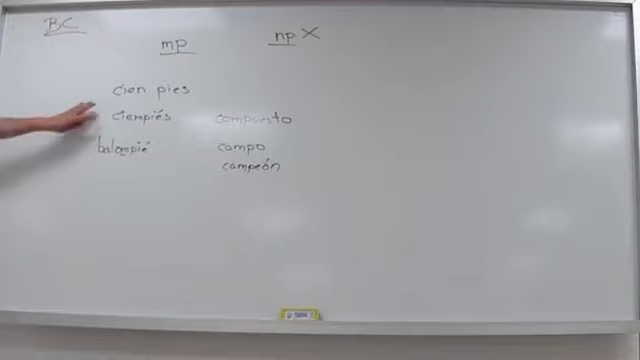 BC
mp
np X
cien pies
ciempiés compuesto
balompié campo
campeón